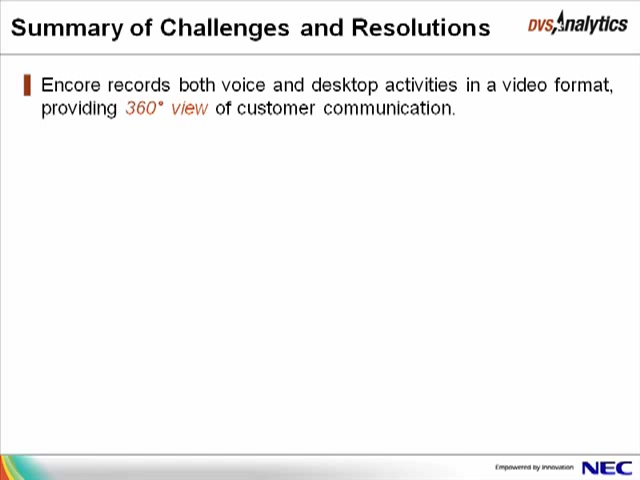 Summary of Challenges and Resolutions
DVSAnalytics
Encore records both voice and desktop activities in a video format,
providing 360° view of customer communication.
Empowered by Innovation
NEC